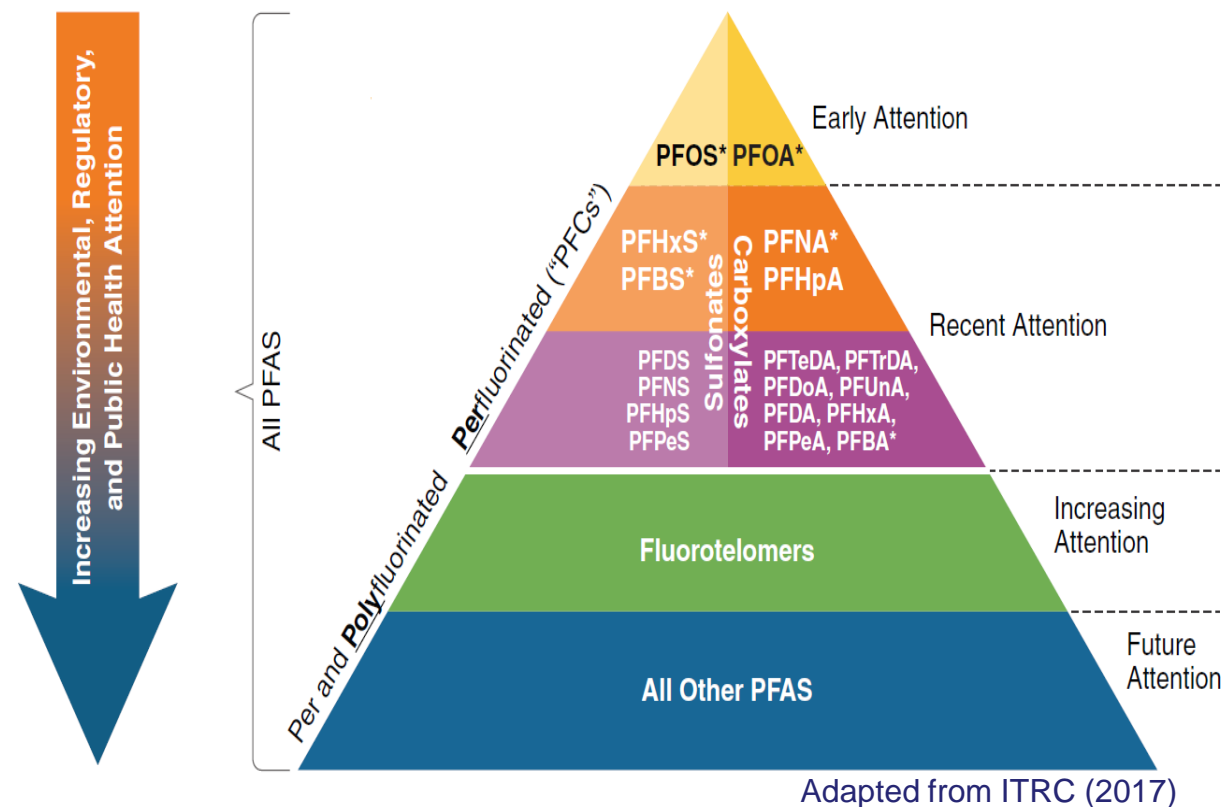 Increasing Environmental, Regulatory,
and Public Health Attention
All PFAS
Per and Polyfluorinated
Perfluorinated ("PFCs")
PFOS* PFOA*
Early Attention
PFHxS*
PFBS*
Sulfonates
Carboxylates
PFNA*
PFHpA
Recent Attention
PFDS
PFNS
PFHpS
PFPeS
PFTeDA, PFTrDA,
PFDoA, PFUnA,
PFDA, PFHxA,
PFPeA, PFBA*
Fluorotelomers
Increasing
Attention
All Other PFAS
Future
Attention
Adapted from ITRC (2017)